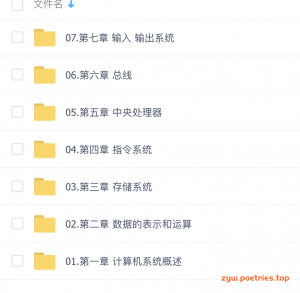 文件名
07.第七章 输入 输出系统
06.第六章 总线
05.第五章 中央处理器
04.第四章 指令系统
03.第三章 存储系统
02.第二章 数据的表示和运算
01.第一章 计算机系统概述
zyw.poetries.top